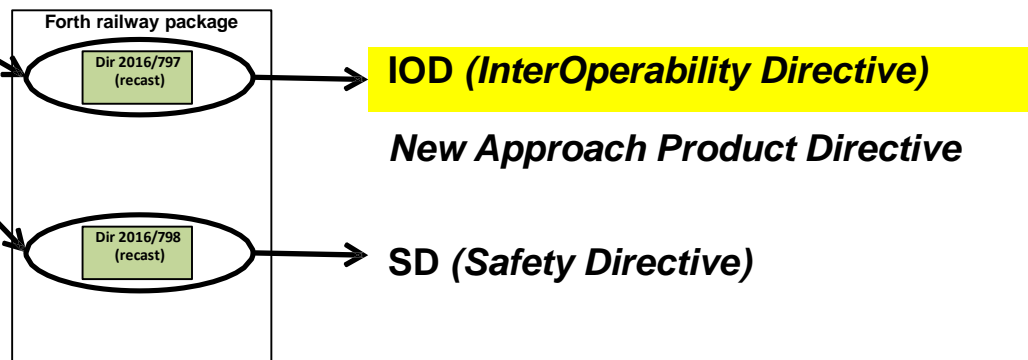 Forth railway package
Dir 2016/797
(recast)
IOD (InterOperability Directive)
New Approach Product Directive
Dir 2016/798
(recast)
SD (Safety Directive)